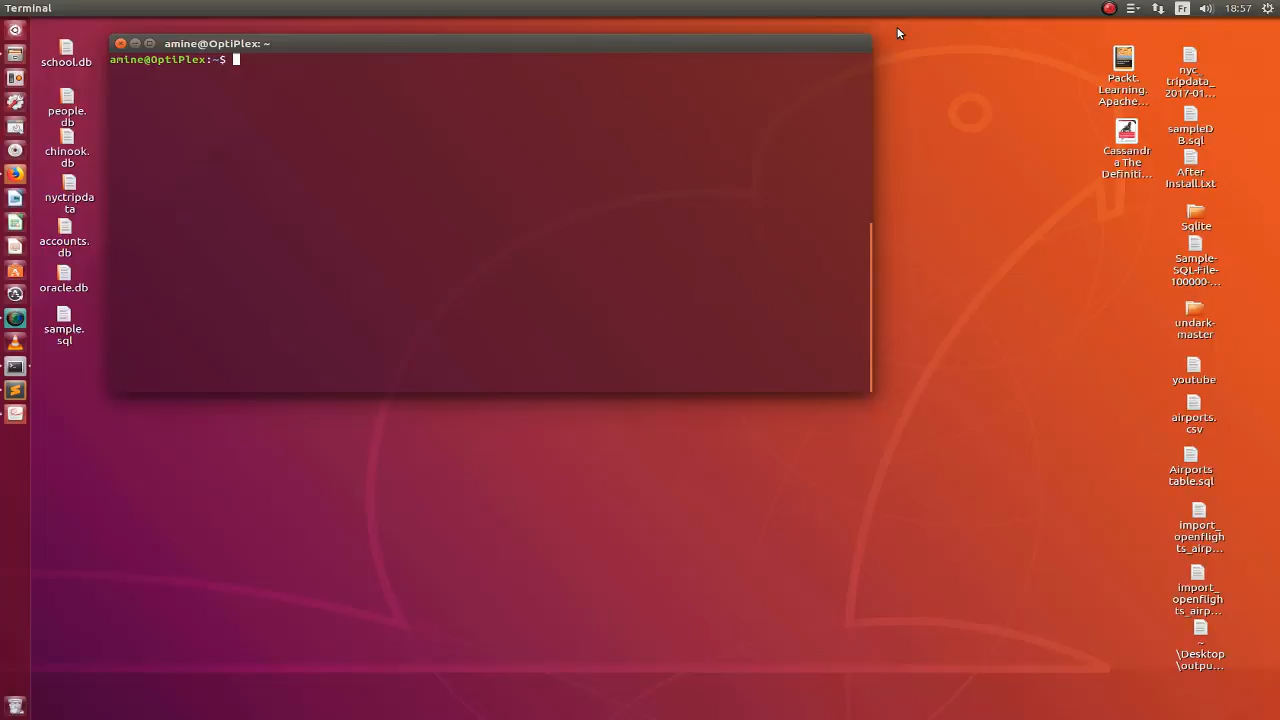 Terminal
Fr
18:57
amine@OptiPlex: ~
amine@OptiPlex:~$
school.db
people.
db
chinook.
db
nyctripda
ta
accounts.
db
oracle.db
sample.
sql
Packt.
Learning.
Apache...
Cassandr
a The
Definiti...
nyc_
tripdata_
2017-01...
sampleD
B.sql
After
Install.txt
Sqlite
Sample-
SQL-File-
100000-...
undark-
master
youtube
airports.
csv
Airports
table.sql
import_
openfligh
ts_airp...
import_
openfligh
ts_airp...
~
\Desktop
\outpu...